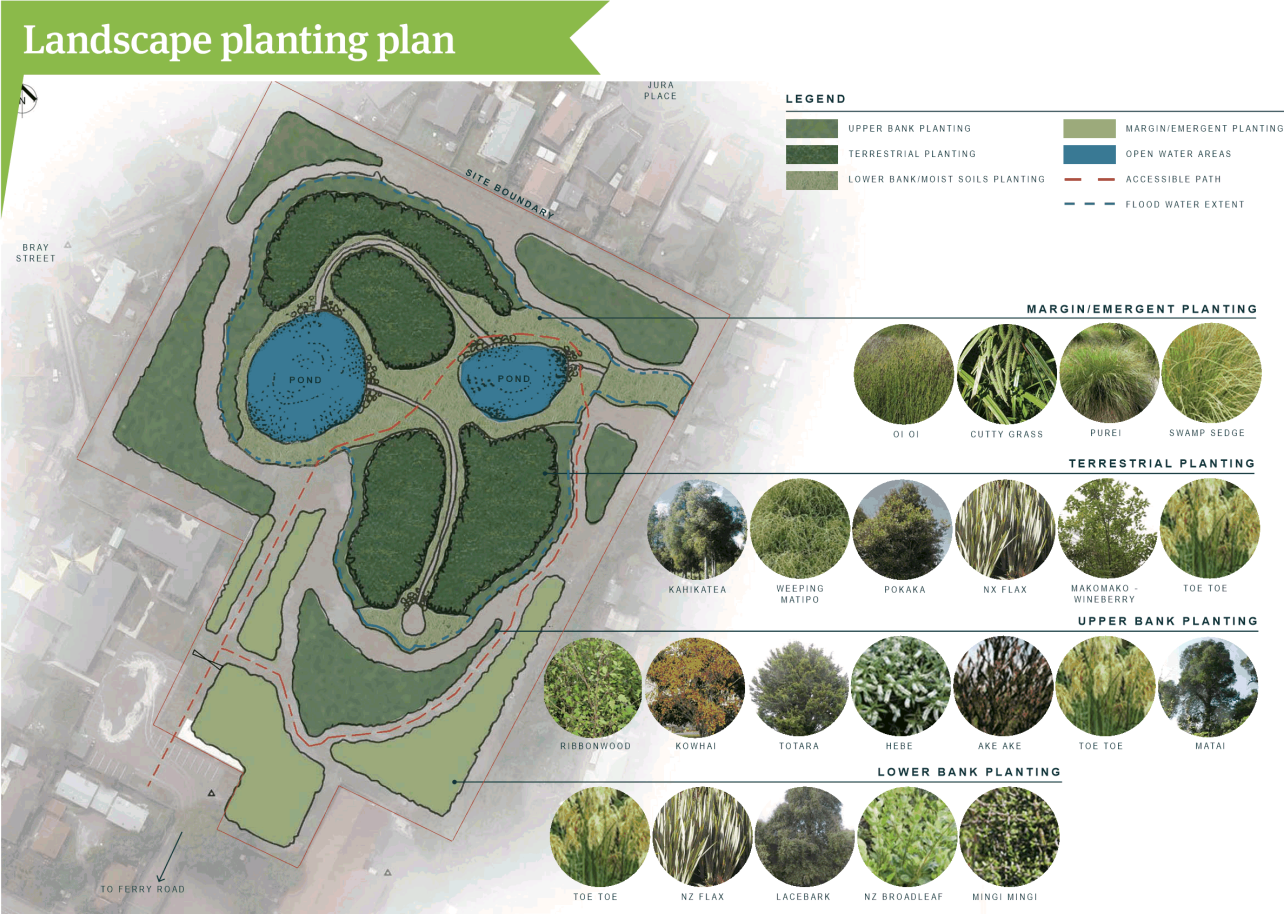 Landscape planting plan
N
JURA
PLACE
SITE BOUNDARY
BRAY
STREET
POND
POND
TO FERRY ROAD
LEGEND
UPPER BANK PLANTING
TERRESTRIAL PLANTING
LOWER BANK/MOIST SOILS PLANTING
MARGIN/EMERGENT PLANTING
OPEN WATER AREAS
ACCESSIBLE PATH
FLOOD WATER EXTENT
MARGIN/EMERGENT PLANTING
OI OI
CUTTY GRASS
PUREI
SWAMP SEDGE
TERRESTRIAL PLANTING
KAHIKATEA
WEEPING
MATIPO
POKAKA
NX FLAX
MAKOMAKO -
WINEBERRY
TOE TOE
UPPER BANK PLANTING
RIBBONWOOD
KOWHAI
TOTARA
HEBE
AKE AKE
TOE TOE
MATAI
LOWER BANK PLANTING
TOE TOE
NZ FLAX
LACEBARK
NZ BROADLEAF
MINGI MINGI